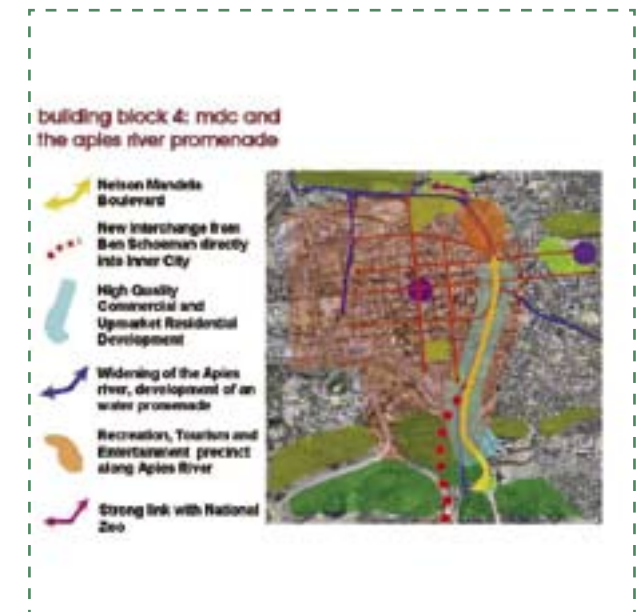 building block 4: mdc and
the apies river promenade
Nelson Mandela
Boulevard
New interchange from
Ben Schoeman directly
into Inner City
High Quality
Commercial and
Upmarket Residential
Development
Widening of the Apies
river, development of an
water promenade
Recreation, Tourism and
Entertainment precinct
along Apies River
Strong link with National
Zoo